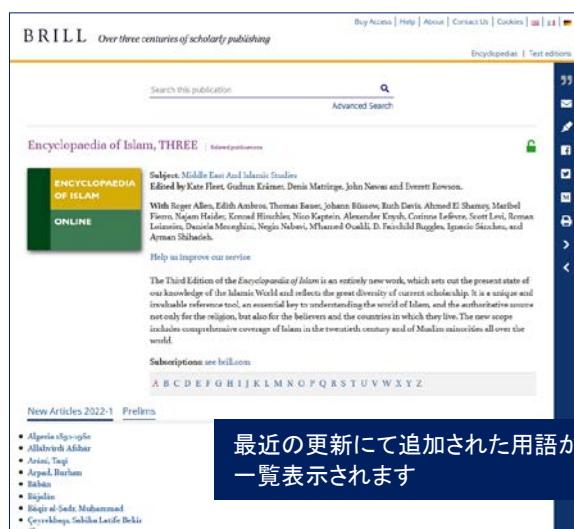 Buy Access | Help | About | Contact Us | Cookies |
BRILL Over three centuries of scholarly publishing
Encyclopedias | Text editions
Search this publication
Advanced Search
Encyclopaedia of Islam, THREE | Related publications
ENCYCLOPAEDIA
OF ISLAM
ONLINE
Subject: Middle East And Islamic Studies
Edited by Kate Fleet, Gudrun Krämer, Denis Matringe, John Nawas and Everett Rowson.
With Roger Allen, Edith Ambros, Thomas Bauer, Johann Büssow, Ruth Davis, Ahmed El Shamsy, Maribel
Fierro, Najam Haider, Konrad Hirschler, Nico Kaptein, Alexander Knysh, Corinne Lefèvre, Scott Levi, Roman
Loimeier, Daniela Meneghini, Negin Nabavi, M'hamed Oualdi, D. Fairchild Ruggles, Ignacio Sánchez, and
Ayman Shihadeh.
Help us improve our service
The Third Edition of the Encyclopaedia of Islam is an entirely new work, which sets out the present state of
our knowledge of the Islamic World and reflects the great diversity of current scholarship. It is a unique and
invaluable reference tool, an essential key to understanding the world of Islam, and the authoritative source
not only for the religion, but also for the believers and the countries in which they live. The new scope
includes comprehensive coverage of Islam in the twentieth century and of Muslim minorities all over the
world.
Subscriptions: see brill.com
A B C D E F G H I J K L M N O P Q R S T U V W X Y Z
New Articles 2022-1 Prelims
Algeria 1830-1962
Allāhvirdī Afshār
Arānī, Taqī
Arpad, Burhan
Bābān
Bājalān
Bāqir al-Ṣadr, Muḥammad
Çeyrekbaşı, Sabiha Latife Bekir
最近の更新にて追加された用語が
一覧表示されます